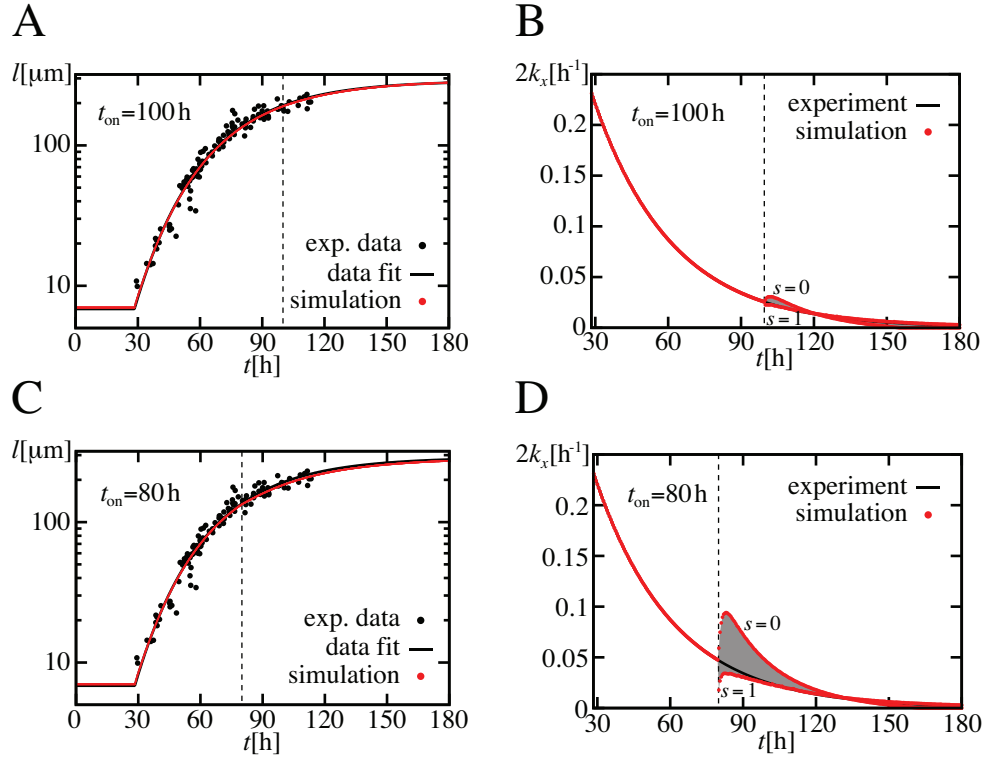 A
l[μm]
t_on=100 h
100
10
exp. data
data fit
simulation
0 30 60 90 120 150 180
t[h]
B
2k_x[h⁻¹]
t_on=100 h
experiment
simulation
0.2
0.15
0.1
0.05
0
s=0
s=1
30 60 90 120 150 180
t[h]
C
l[μm]
t_on=80 h
100
10
exp. data
data fit
simulation
0 30 60 90 120 150 180
t[h]
D
2k_x[h⁻¹]
t_on=80 h
experiment
simulation
0.2
0.15
0.1
0.05
0
s=0
s=1
30 60 90 120 150 180
t[h]